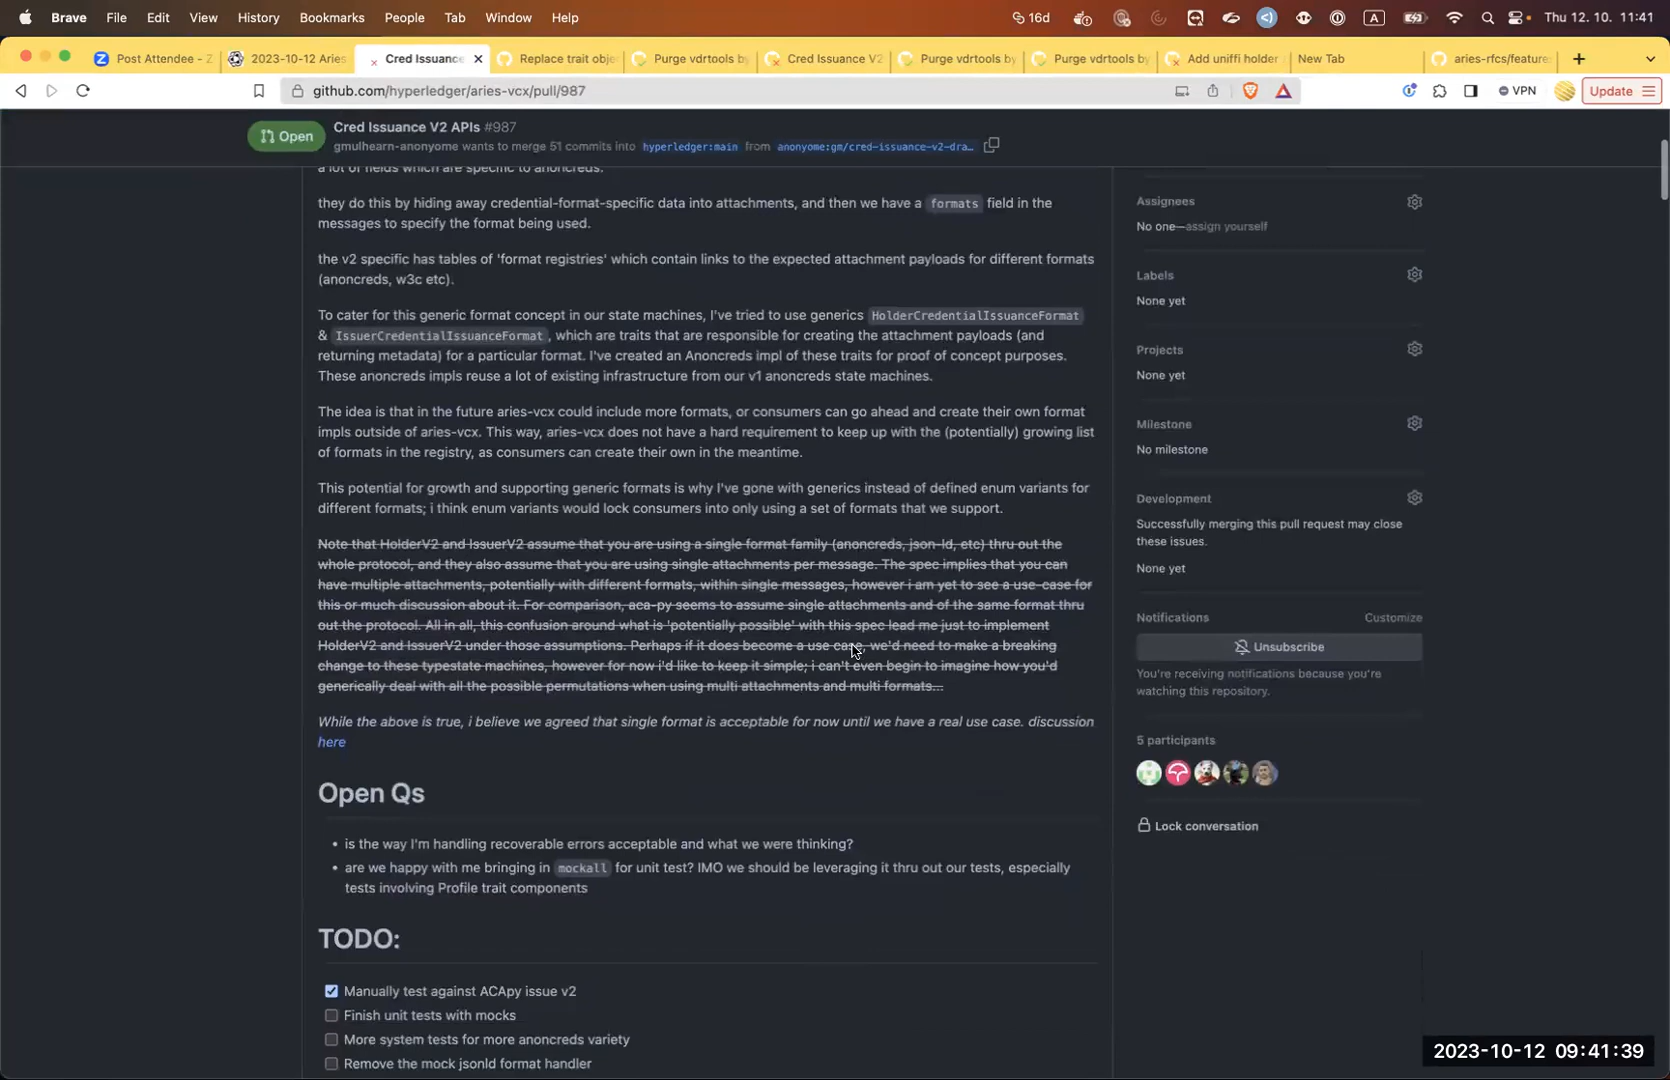 Brave File Edit View History Bookmarks People Tab Window Help 16d A Thu 12. 10. 11:41
Post Attendee - Z 2023-10-12 Aries Cred Issuance Replace trait obje Purge vdrtools by Cred Issuance V2 Purge vdrtools by Purge vdrtools by Add uniffi holder New Tab aries-rfcs/feature
github.com/hyperledger/aries-vcx/pull/987 VPN Update
Open
Cred Issuance V2 APIs #987
gmulhearn-anonyome wants to merge 51 commits into hyperledger:main from anonyome:gm/cred-issuance-v2-dra…
a lot of fields which are specific to anoncreds.
they do this by hiding away credential-format-specific data into attachments, and then we have a formats field in the
messages to specify the format being used.
the v2 specific has tables of 'format registries' which contain links to the expected attachment payloads for different formats
(anoncreds, w3c etc).
To cater for this generic format concept in our state machines, I've tried to use generics HolderCredentialIssuanceFormat
& IssuerCredentialIssuanceFormat, which are traits that are responsible for creating the attachment payloads (and
returning metadata) for a particular format. I've created an Anoncreds impl of these traits for proof of concept purposes.
These anoncreds impls reuse a lot of existing infrastructure from our v1 anoncreds state machines.
The idea is that in the future aries-vcx could include more formats, or consumers can go ahead and create their own format
impls outside of aries-vcx. This way, aries-vcx does not have a hard requirement to keep up with the (potentially) growing list
of formats in the registry, as consumers can create their own in the meantime.
This potential for growth and supporting generic formats is why I've gone with generics instead of defined enum variants for
different formats; i think enum variants would lock consumers into only using a set of formats that we support.
Note that HolderV2 and IssuerV2 assume that you are using a single format family (anoncreds, json-ld, etc) thru out the
whole protocol, and they also assume that you are using single attachments per message. The spec implies that you can
have multiple attachments, potentially with different formats, within single messages, however i am yet to see a use-case for
this or much discussion about it. For comparison, aca-py seems to assume single attachments and of the same format thru
out the protocol. All in all, this confusion around what is 'potentially possible' with this spec lead me just to implement
HolderV2 and IssuerV2 under those assumptions. Perhaps if it does become a use case, we'd need to make a breaking
change to these typestate machines, however for now i'd like to keep it simple; i can't even begin to imagine how you'd
generically deal with all the possible permutations when using multi attachments and multi formats...
While the above is true, i believe we agreed that single format is acceptable for now until we have a real use case. discussion
here
Open Qs
• is the way I'm handling recoverable errors acceptable and what we were thinking?
• are we happy with me bringing in mockall for unit test? IMO we should be leveraging it thru out our tests, especially
tests involving Profile trait components
TODO:
Manually test against ACApy issue v2
Finish unit tests with mocks
More system tests for more anoncreds variety
Remove the mock jsonld format handler
Assignees
No one—assign yourself
Labels
None yet
Projects
None yet
Milestone
No milestone
Development
Successfully merging this pull request may close
these issues.
None yet
Notifications Customize
Unsubscribe
You're receiving notifications because you're
watching this repository.
5 participants
Lock conversation
2023-10-12 09:41:39